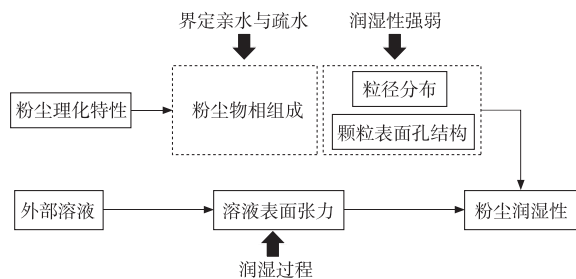 界定亲水与疏水
润湿性强弱
粉尘理化特性
粉尘物相组成
粒径分布
颗粒表面孔结构
外部溶液
溶液表面张力
粉尘润湿性
润湿过程